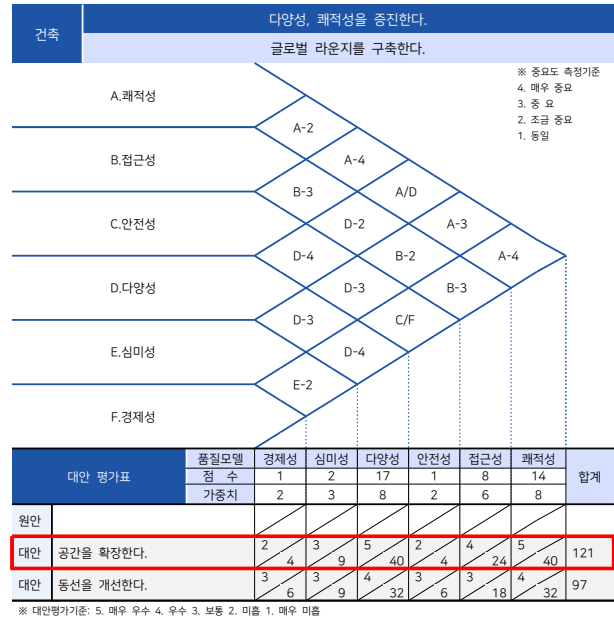 건축
다양성, 쾌적성을 증진한다.
글로벌 라운지를 구축한다.
※ 중요도 측정기준
4. 매우 중요
3. 중 요
2. 조금 중요
1. 동일
A.쾌적성
A-2
B.접근성
A-4
B-3
A/D
C.안전성
D-2
A-3
D-4
B-2
A-4
D.다양성
D-3
B-3
D-3
C/F
E.심미성
D-4
E-2
F.경제성
대안 평가표
품질모델 경제성 심미성 다양성 안전성 접근성 쾌적성 합계
점 수 1 2 17 1 8 14
가중치 2 3 8 2 6 8
원안
대안 공간을 확장한다. 2 4 3 9 5 40 2 4 4 24 5 40 121
대안 동선을 개선한다. 3 6 3 9 4 32 3 6 3 18 4 32 97
※ 대안평가기준: 5. 매우 우수 4. 우수 3. 보통 2. 미흡 1. 매우 미흡